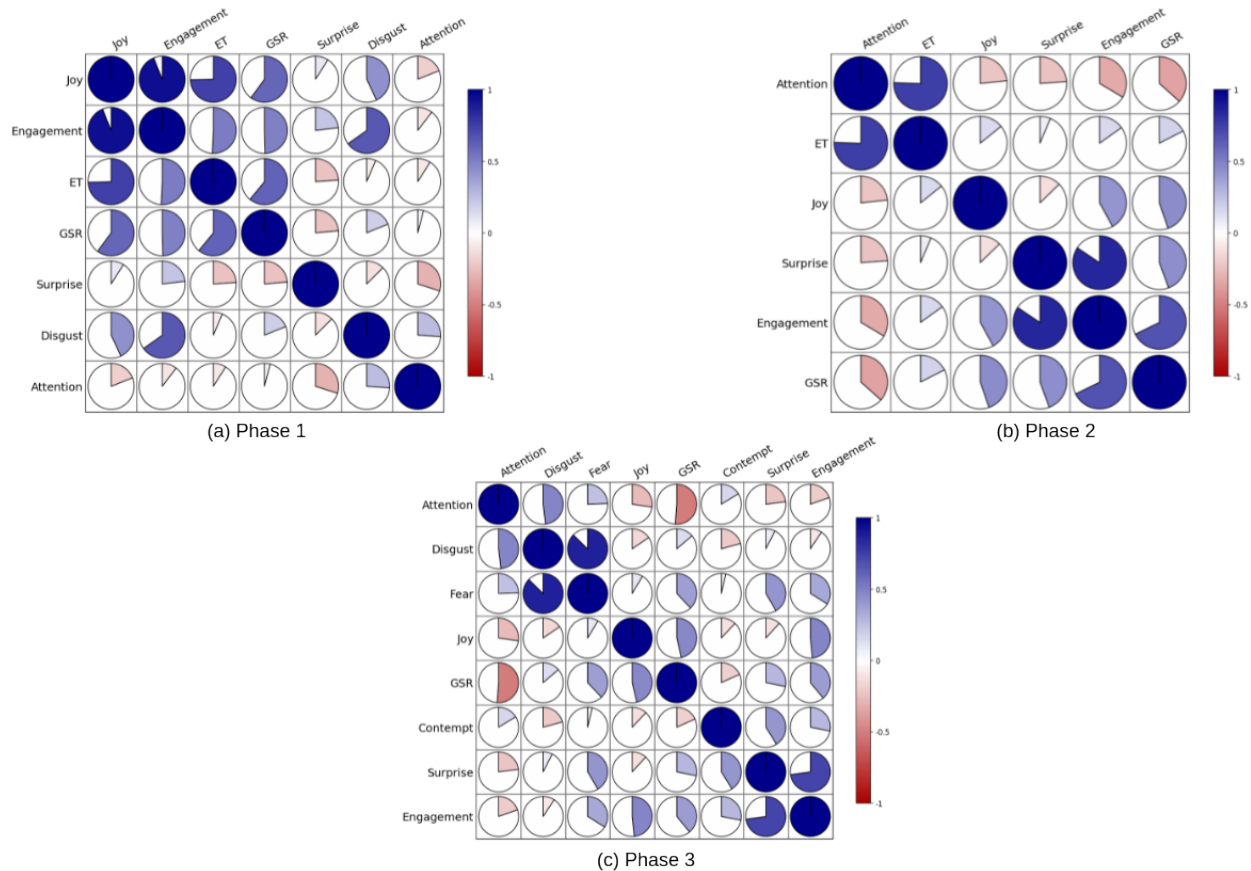 Joy Engagement ET GSR Surprise Disgust Attention
Joy
Engagement
ET
GSR
Surprise
Disgust
Attention
1
0.5
0
-0.5
-1
(a) Phase 1
Attention ET Joy Surprise Engagement GSR
Attention
ET
Joy
Surprise
Engagement
GSR
1
0.5
0
-0.5
-1
(b) Phase 2
Attention Disgust Fear Joy GSR Contempt Surprise Engagement
Attention
Disgust
Fear
Joy
GSR
Contempt
Surprise
Engagement
1
0.5
0
-0.5
-1
(c) Phase 3